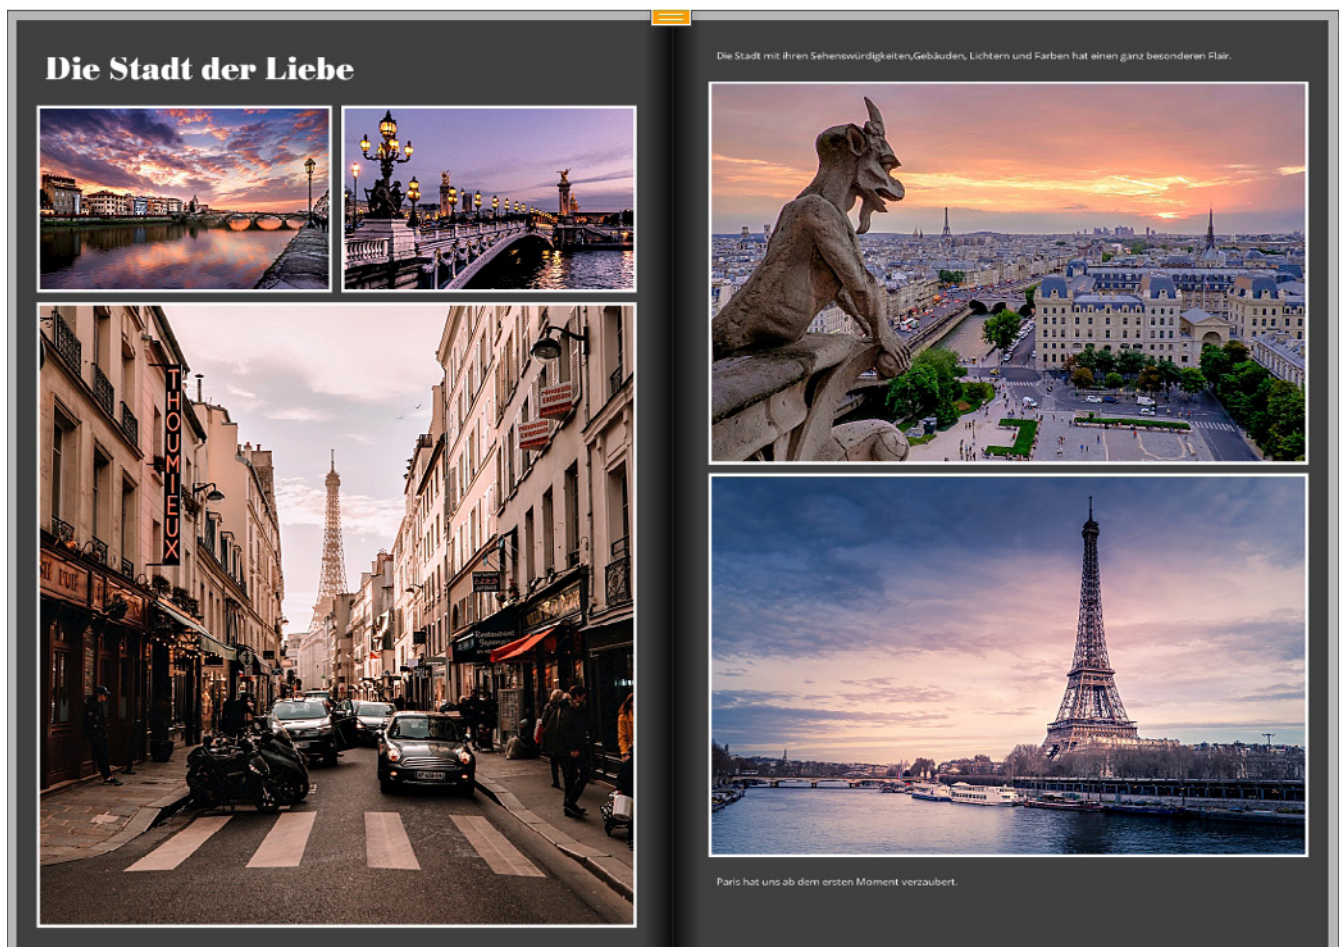 Die Stadt der Liebe
THOUMIEUX
Restaurant
Die Stadt mit ihren Sehenswürdigkeiten,Gebäuden, Lichtern und Farben hat einen ganz besonderen Flair.
Paris hat uns ab dem ersten Moment verzaubert.